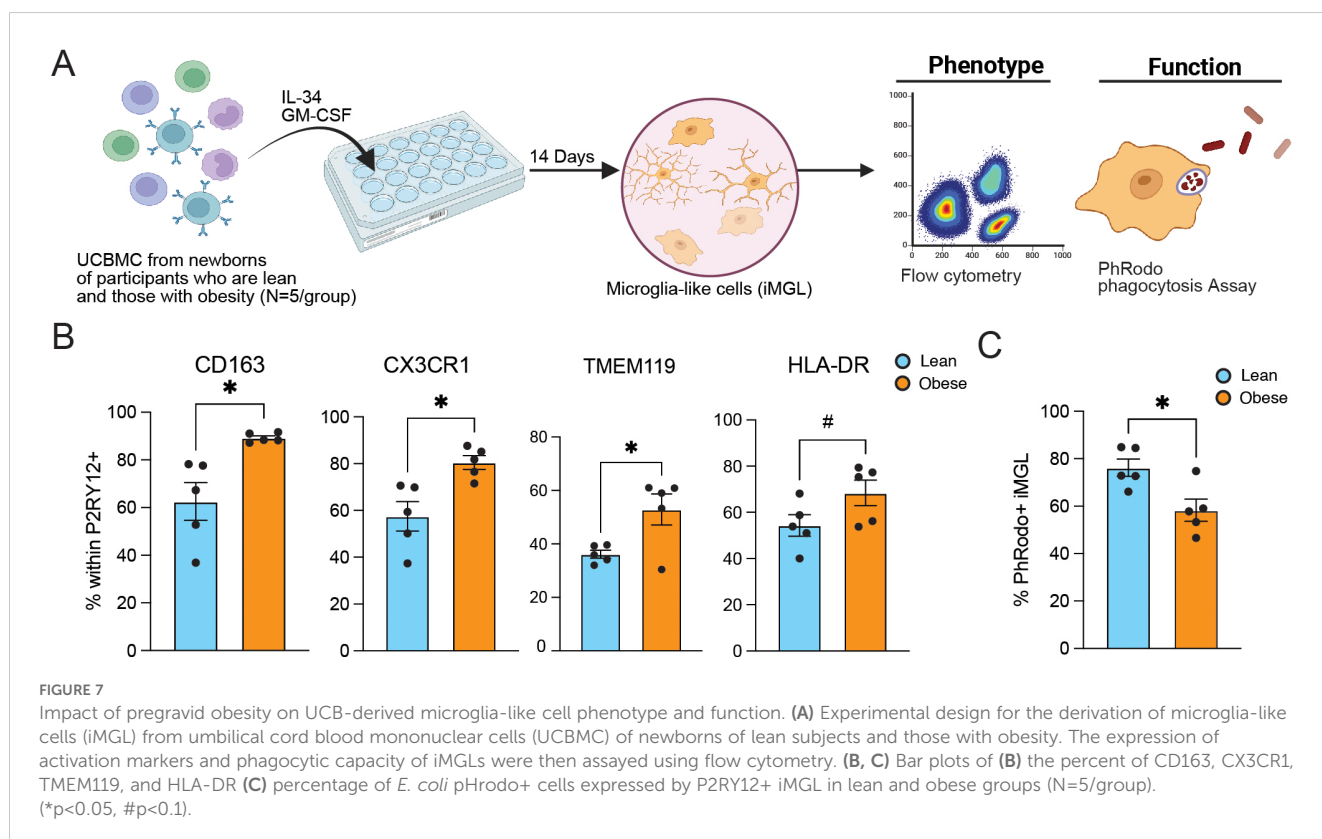 A
IL-34
GM-CSF
14 Days
UCBMC from newborns
of participants who are lean
and those with obesity (N=5/group)
Microglia-like cells (iMGL)
Phenotype
1000
800
600
400
200
0
0 200 400 600 800 1000
Flow cytometry
Function
PhRodo
phagocytosis Assay
B
% within P2RY12+
CD163
*
100
80
60
40
20
0
CX3CR1
*
100
80
60
40
20
0
TMEM119
*
80
60
40
20
0
HLA-DR
#
100
80
60
40
20
0
Lean
Obese
C
Lean
Obese
% PhRodo+ iMGL
*
100
80
60
40
20
0
FIGURE 7
Impact of pregravid obesity on UCB-derived microglia-like cell phenotype and function. (A) Experimental design for the derivation of microglia-like
cells (iMGL) from umbilical cord blood mononuclear cells (UCBMC) of newborns of lean subjects and those with obesity. The expression of
activation markers and phagocytic capacity of iMGLs were then assayed using flow cytometry. (B, C) Bar plots of (B) the percent of CD163, CX3CR1,
TMEM119, and HLA-DR (C) percentage of E. coli pHrodo+ cells expressed by P2RY12+ iMGL in lean and obese groups (N=5/group).
(*p<0.05, #p<0.1).